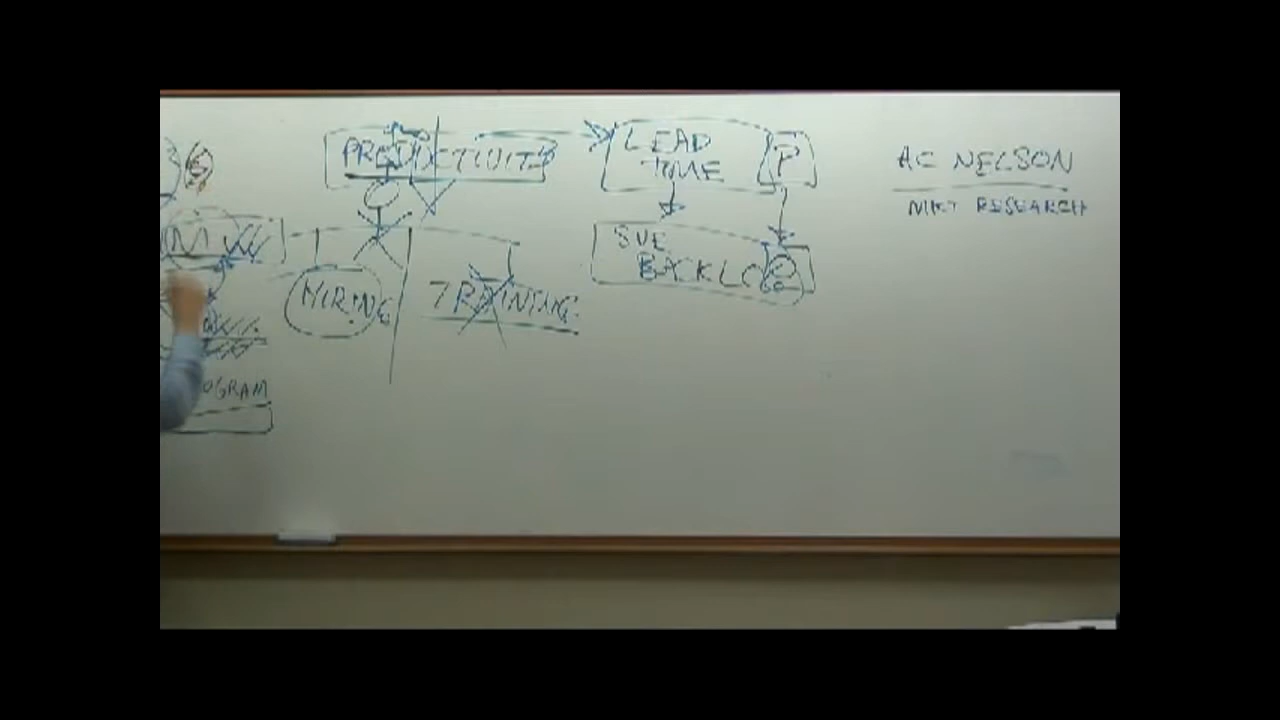 PRODUCTIVITY
LEAD
TIME
P
AC NELSON
MKT RESEARCH
SVE
BACKLOG
HIRING
TRAINING
OGRAM